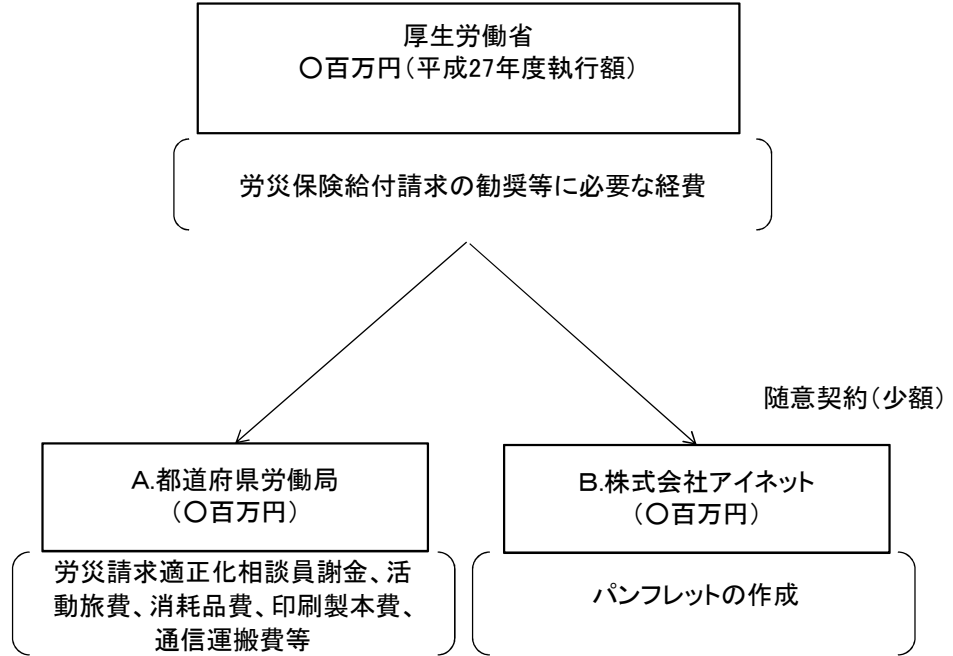 厚生労働省
〇百万円（平成27年度執行額）
労災保険給付請求の勧奨等に必要な経費
随意契約（少額）
A.都道府県労働局
（〇百万円）
労災請求適正化相談員謝金、活
動旅費、消耗品費、印刷製本費、
通信運搬費等
B.株式会社アイネット
（〇百万円）
パンフレットの作成